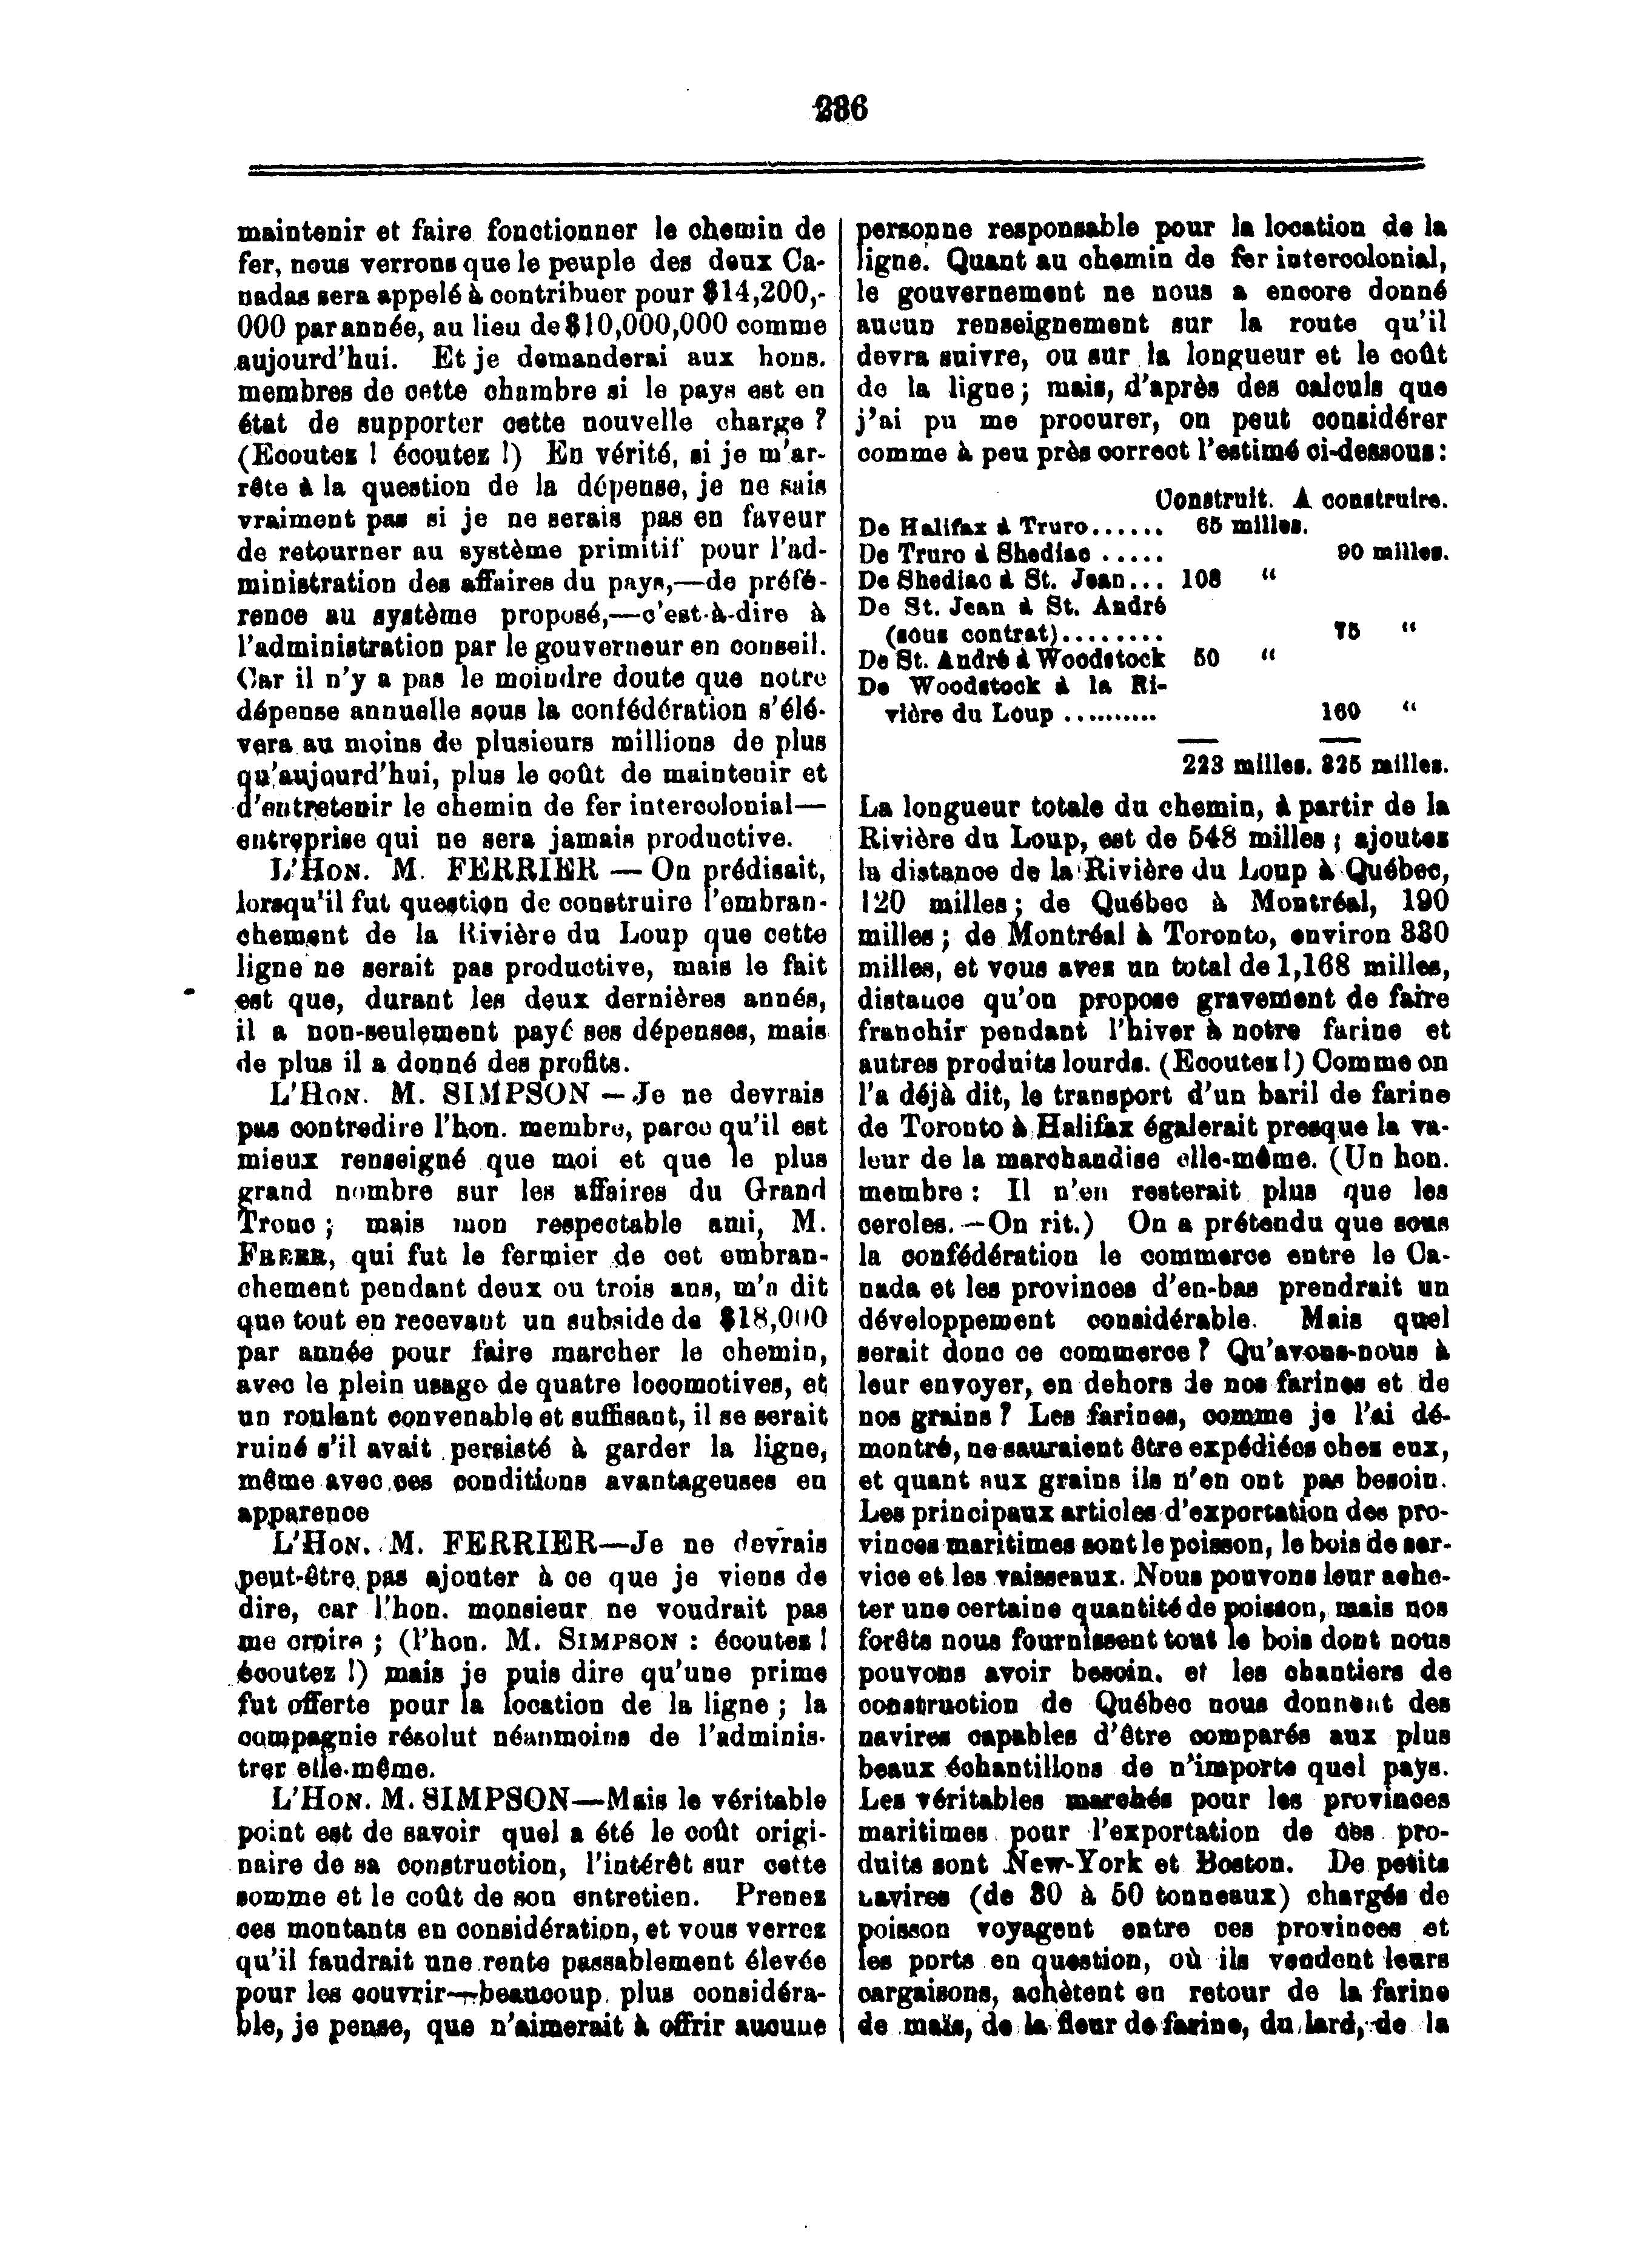 286
maintenir et faire fonctionner le chemin de
fer, nous verrons que le peuple des deux Ca-
nadas sera appelé à contribuer pour $14,200,-
000 par année, au lieu de $10,000,000 comme
aujourd'hui. Et je demanderai aux hons.
membres de cette chambre si le pays est en
état de supporter cette nouvelle charge ?
(Ecoutez ! écoutez !) En vérité, si je m'ar-
rête à la question de la dépense, je ne sais
vraiment pas si je ne serais pas en faveur
de retourner au système primitif pour l'ad-
ministration des affaires du pays,—de préfé-
rence au système proposé,—c'est-à-dire à
l'administration par le gouverneur en conseil.
Car il n'y a pas le moindre doute que notre
dépense annuelle sous la confédération s'élé-
vera au moins de plusieurs millions de plus
qu'aujourd'hui, plus le coût de maintenir et
d'entretenir le chemin de fer intercolonial—
entreprise qui ne sera jamais productive.
L'HON. M. FERRIER — On prédisait,
lorsqu'il fut question de construire l'embran-
chement de la Rivière du Loup que cette
ligne ne serait pas productive, mais le fait
est que, durant les deux dernières annés,
il a non-seulement payé ses dépenses, mais
de plus il a donné des profits.
L'HON. M. SIMPSON — Je ne devrais
pas contredire l'hon. membre, parce qu'il est
mieux renseigné que moi et que le plus
grand nombre sur les affaires du Grand
Tronc ; mais mon respectable ami, M.
FREER, qui fut le fermier de cet embran-
chement pendant deux ou trois ans, m'a dit
que tout en recevant un subside de $18,000
par année pour faire marcher le chemin,
avec le plein usage de quatre locomotives, et
un roulant convenable et suffisant, il se serait
ruiné s'il avait persisté à garder la ligne,
même avec ces conditions avantageuses en
apparence
L'HON. M. FERRIER—Je ne devrais
peut-être pas ajouter à ce que je viens de
dire, car l'hon. monsieur ne voudrait pas
me croire ; (l'hon. M. SIMPSON : écoutez !
écoutez !) mais je puis dire qu'une prime
fut offerte pour la location de la ligne ; la
compagnie résolut néanmoins de l'adminis-
trer elle-même.
L'HON. M. SIMPSON—Mais le véritable
point est de savoir quel a été le coût origi-
naire de sa construction, l'intérêt sur cette
somme et le coût de son entretien. Prenez
ces montants en considération, et vous verrez
qu'il faudrait une rente passablement élevée
pour les couvrir—beaucoup plus considéra-
ble, je pense, que n'aimerait à offrir aucune
personne responsable pour la location de la
ligne. Quant au chemin de fer intercolonial,
le gouvernement ne nous a encore donné
aucun renseignement sur la route qu'il
devra suivre, ou sur la longueur et le coût
de la ligne ; mais, d'après des calculs que
j'ai pu me procurer, on peut considérer
comme à peu près correct l'estimé ci-dessous :
Construit. A construire.
De Halifax à Truro...... 65 milles.
De Truro à Shediac ..... 90 milles.
De Shediac à St. Jean... 108 "
De St. Jean à St. André
(sous contrat)........ 75 "
De St. André à Woodstock 50 "
De Woodstock à la Ri-
vière du Loup .......... 160 "
223 milles. 325 milles.
La longueur totale du chemin, à partir de la
Rivière du Loup, est de 548 milles ; ajoutez
la distance de la Rivière du Loup à Québec,
120 milles ; de Québec à Montréal, 190
milles ; de Montréal à Toronto, environ 330
milles, et vous avez un total de 1,168 milles,
distance qu'on propose gravement de faire
franchir pendant l'hiver à notre farine et
autres produits lourds. (Ecoutez !) Comme on
l'a déjà dit, le transport d'un baril de farine
de Toronto à Halifax égalerait presque la va-
leur de la marchandise elle-même. (Un hon.
membre : Il n'en resterait plus que les
cercles.—On rit.) On a prétendu que sous
la confédération le commerce entre le Ca-
nada et les provinces d'en-bas prendrait un
développement considérable. Mais quel
serait donc ce commerce ? Qu'avons-nous à
leur envoyer, en dehors de nos farines et de
nos grains ? Les farines, comme je l'ai dé-
montré, ne sauraient être expédiées chez eux,
et quant aux grains ils n'en ont pas besoin.
Les principaux articles d'exportation des pro-
vinces maritimes sont le poisson, le bois de ser-
vice et les vaisseaux. Nous pouvons leur ache-
ter une certaine quantité de poisson, mais nos
forêts nous fournissent tout le bois dont nous
pouvons avoir besoin, et les chantiers de
construction de Québec nous donnent des
navires capables d'être comparés aux plus
beaux échantillons de n'importe quel pays.
Les véritables marchés pour les provinces
maritimes pour l'exportation de ces pro-
duits sont New-York et Boston. De petits
navires (de 30 à 50 tonneaux) chargés de
poisson voyagent entre ces provinces et
les ports en question, où ils vendent leurs
cargaisons, achètent en retour de la farine
de maïs, de la fleur de farine, du lard, de la